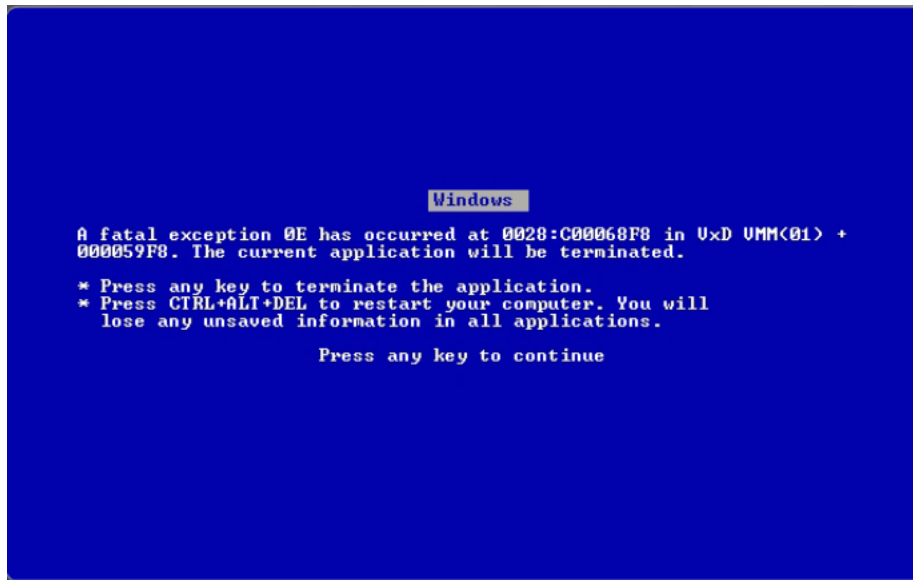 Windows
A fatal exception 0E has occurred at 0028:C00068F8 in VxD VMM(01) +
000059F8. The current application will be terminated.
* Press any key to terminate the application.
* Press CTRL+ALT+DEL to restart your computer. You will
lose any unsaved information in all applications.
Press any key to continue